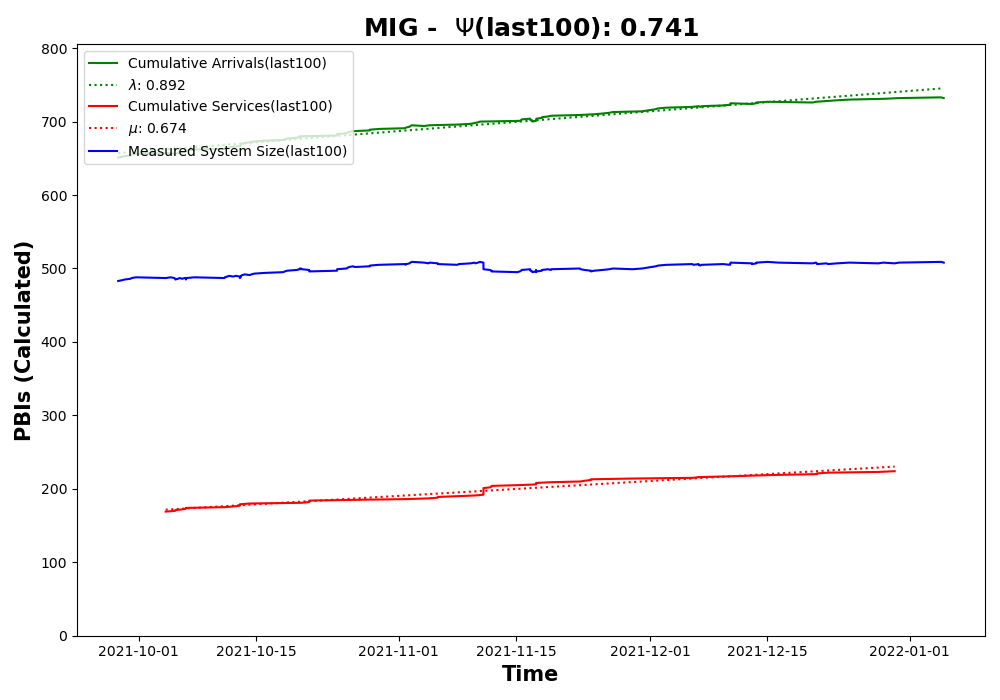 MIG -  Ψ(last100): 0.741
Cumulative Arrivals(last100)
λ: 0.892
Cumulative Services(last100)
μ: 0.674
Measured System Size(last100)
PBIs (Calculated)
800
700
600
500
400
300
200
100
0
2021-10-01 2021-10-15 2021-11-01 2021-11-15 2021-12-01 2021-12-15 2022-01-01
Time